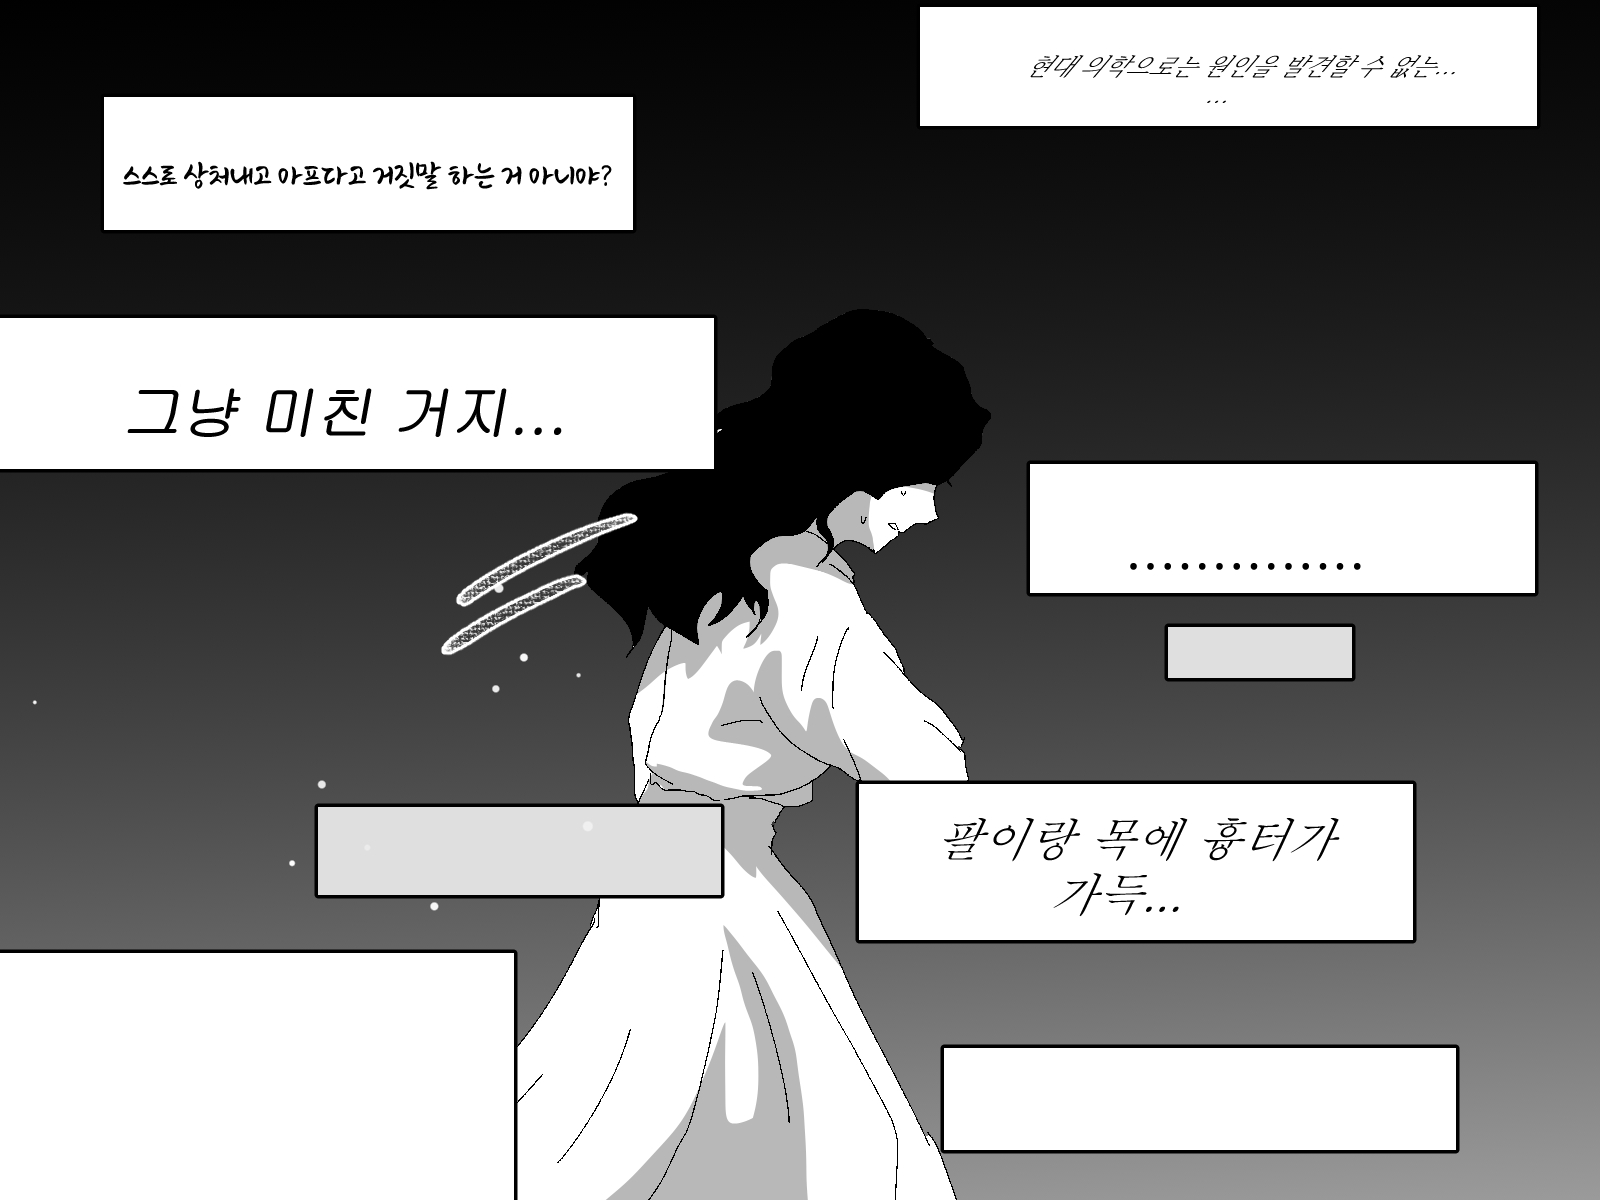 현대 의학으로는 원인을 발견할 수 없는...
...
스스로 상처내고 아프다고 거짓말 하는 거 아니야?
그냥 미친 거지...
..............
팔이랑 목에 흉터가
가득...